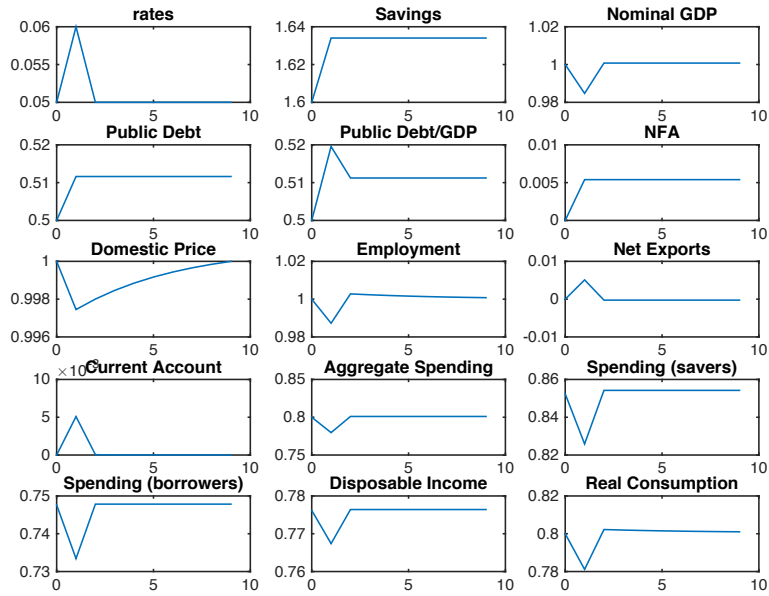 rates Savings Nominal GDP
0.06 1.64 1.02
0.055 1.62 1
0.05 1.6 0.98
0 5 10 0 5 10 0 5 10
Public Debt Public Debt/GDP NFA
0.52 0.52 0.01
0.51 0.51 0.005
0.5 0.5 0
0 5 10 0 5 10 0 5 10
Domestic Price Employment Net Exports
1 1.02 0.01
0.998 1 0
0.996 0.98 -0.01
0 5 10 0 5 10 0 5 10
×10⁻³ Current Account Aggregate Spending Spending (savers)
10 0.85 0.86
5 0.8 0.84
0 0.75 0.82
0 5 10 0 5 10 0 5 10
Spending (borrowers) Disposable Income Real Consumption
0.75 0.78 0.82
0.74 0.77 0.8
0.73 0.76 0.78
0 5 10 0 5 10 0 5 10